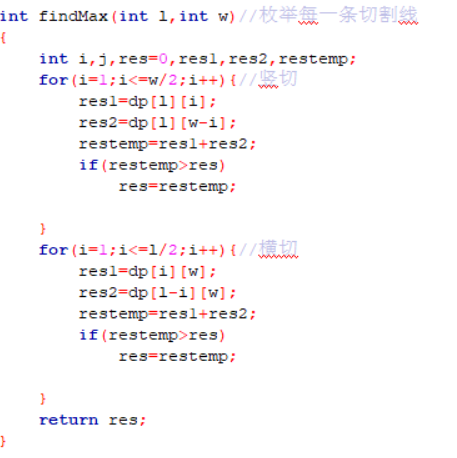 int findMax(int l,int w)//枚举每一条切割线
{
    int i,j,res=0,res1,res2,restemp;
    for(i=1;i<=w/2;i++){//竖切
        res1=dp[l][i];
        res2=dp[l][w-i];
        restemp=res1+res2;
        if(restemp>res)
            res=restemp;
    }
    for(i=1;i<=l/2;i++){//横切
        res1=dp[i][w];
        res2=dp[l-i][w];
        restemp=res1+res2;
        if(restemp>res)
            res=restemp;
    }
    return res;
}